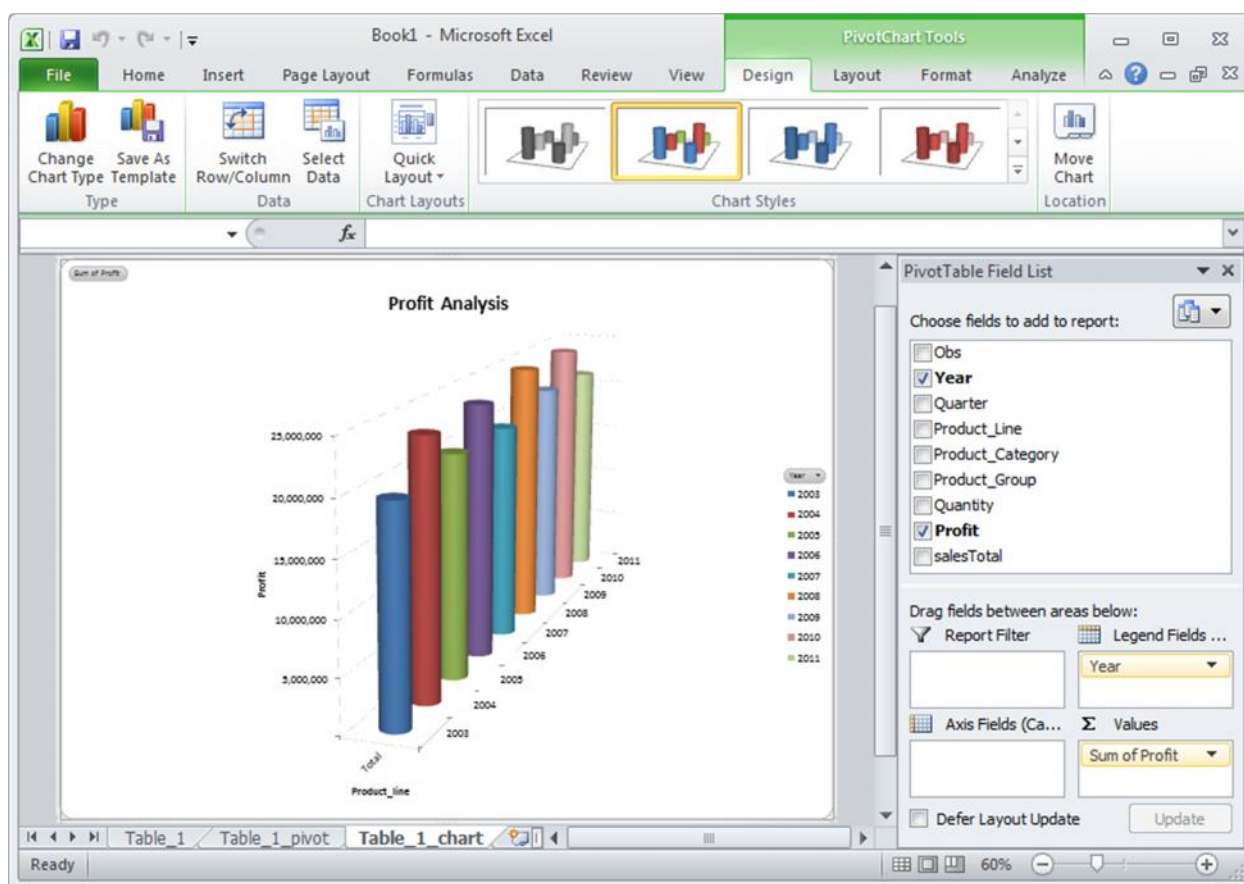 Book1 - Microsoft Excel
PivotChart Tools
File Home Insert Page Layout Formulas Data Review View Design Layout Format Analyze
Change Chart Type
Save As Template
Switch Row/Column
Select Data
Quick Layout
Move Chart
Type Data Chart Layouts Chart Styles Location
fx
Sum of Profit
Profit Analysis
25,000,000
20,000,000
15,000,000
10,000,000
5,000,000
Profit
2011
2010
2009
2008
2007
2006
2005
2004
2003
Total
Product_line
Year
2003
2004
2005
2006
2007
2008
2009
2010
2011
PivotTable Field List
Choose fields to add to report:
Obs
Year
Quarter
Product_Line
Product_Category
Product_Group
Quantity
Profit
salesTotal
Drag fields between areas below:
Report Filter
Legend Fields ...
Year
Axis Fields (Ca...
Σ Values
Sum of Profit
Defer Layout Update
Update
Table_1 Table_1_pivot Table_1_chart
Ready
60%